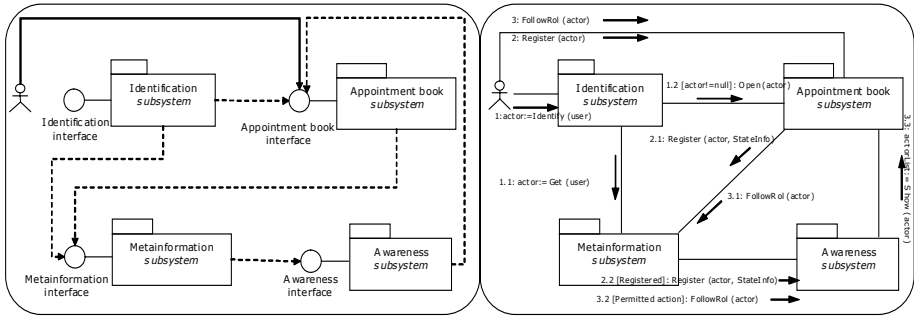 Identification
subsystem
Identification
interface
Appointment book
subsystem
Appointment book
interface
Metainformation
subsystem
Metainformation
interface
Awareness
subsystem
Awareness
interface
3: FollowRol (actor)
2: Register (actor)
Identification
subsystem
1.2 [actor!=null]: Open (actor)
Appointment book
subsystem
1:actor:=Identify (user)
2.1: Register (actor, StateInfo)
1.1: actor:= Get (user)
3.1: FollowRol (actor)
3.3: actorList:= Show (actor)
Metainformation
subsystem
Awareness
subsystem
2.2 [Registered]: Register (actor, StateInfo)
3.2 [Permitted action]: FollowRol (actor)